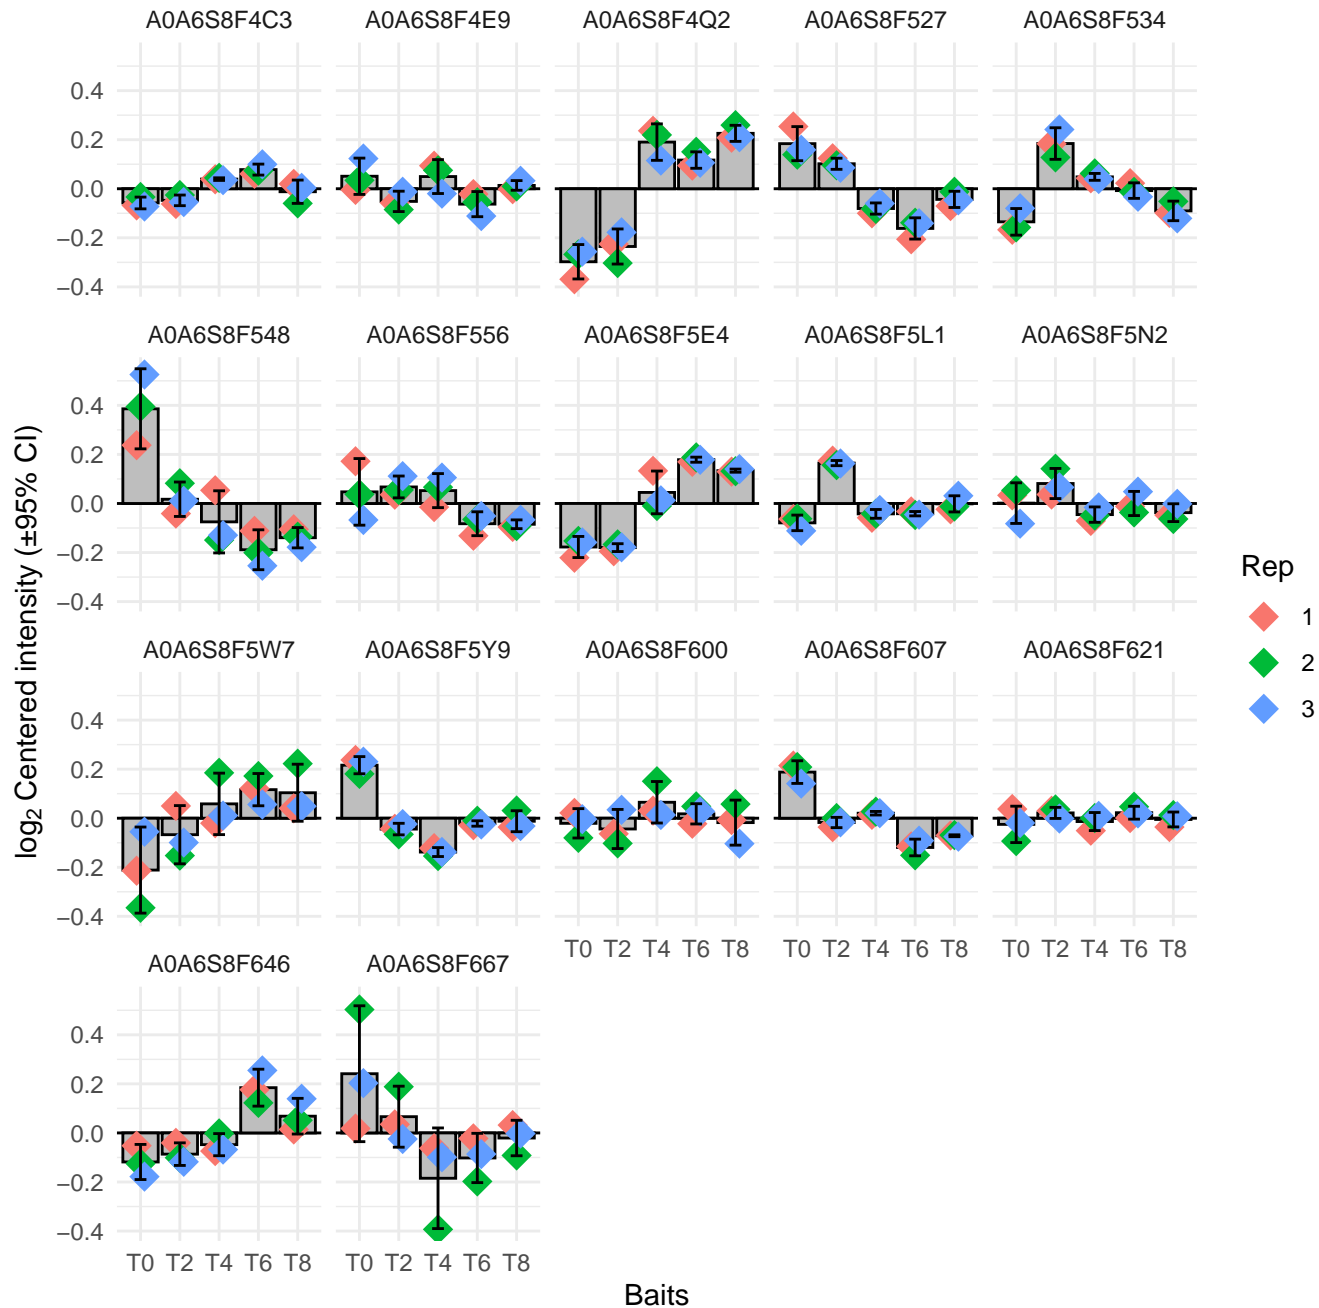 A0A6S8F4C3 A0A6S8F4E9 A0A6S8F4Q2 A0A6S8F527 A0A6S8F534
0.4
0.2
0.0
−0.2
−0.4
A0A6S8F548 A0A6S8F556 A0A6S8F5E4 A0A6S8F5L1 A0A6S8F5N2
0.4
0.2
0.0
−0.2
−0.4
A0A6S8F5W7 A0A6S8F5Y9 A0A6S8F600 A0A6S8F607 A0A6S8F621
0.4
0.2
0.0
−0.2
−0.4
T0 T2 T4 T6 T8 T0 T2 T4 T6 T8 T0 T2 T4 T6 T8
A0A6S8F646 A0A6S8F667
0.4
0.2
0.0
−0.2
−0.4
T0 T2 T4 T6 T8 T0 T2 T4 T6 T8
Baits
log2 Centered intensity (±95% CI)
Rep
1
2
3